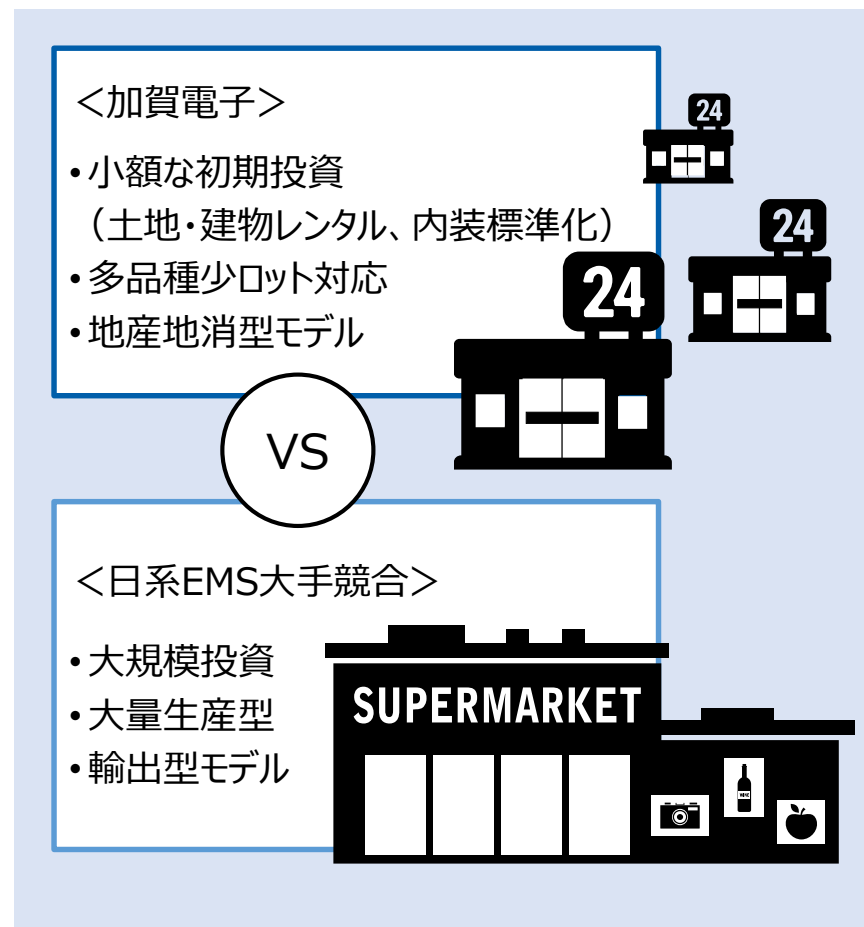 <加賀電子>
24
•小額な初期投資
(土地・建物レンタル、内装標準化)
24
•多品種少ロット対応
24
•地産地消型モデル
VS
<日系EMS大手競合>
•大規模投資
•大量生産型
•輸出型モデル
SUPERMARKET